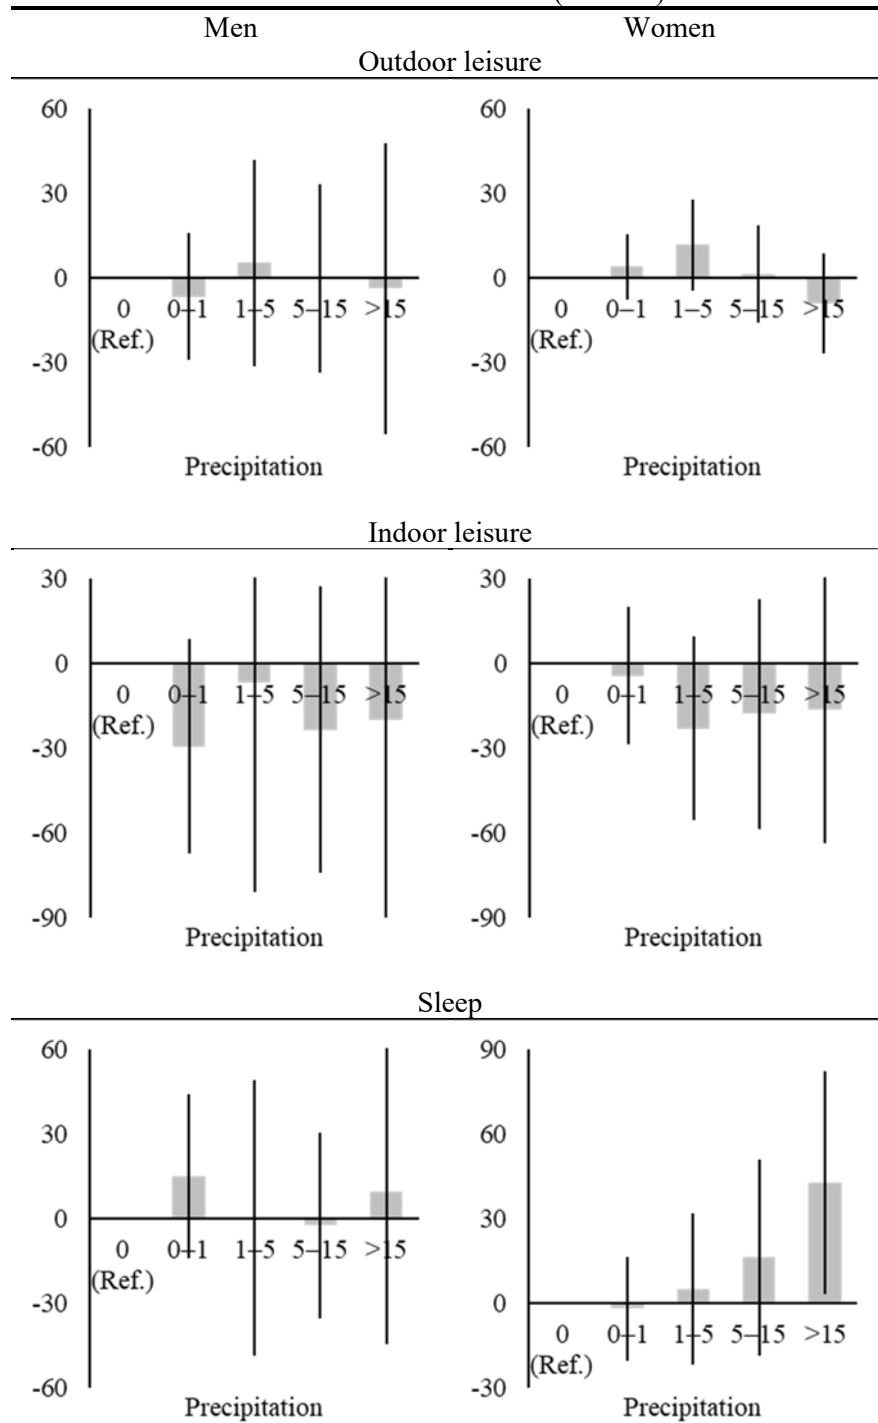 Men Women
Outdoor leisure
60
30
0
-30
-60
0 0–1 1–5 5–15 >15
(Ref.)
Precipitation
60
30
0
-30
-60
0 0–1 1–5 5–15 >15
(Ref.)
Precipitation
Indoor leisure
30
0
-30
-60
-90
0 0–1 1–5 5–15 >15
(Ref.)
Precipitation
30
0
-30
-60
-90
0 0–1 1–5 5–15 >15
(Ref.)
Precipitation
Sleep
60
30
0
-30
-60
0 0–1 1–5 5–15 >15
(Ref.)
Precipitation
90
60
30
0
-30
0 0–1 1–5 5–15 >15
(Ref.)
Precipitation